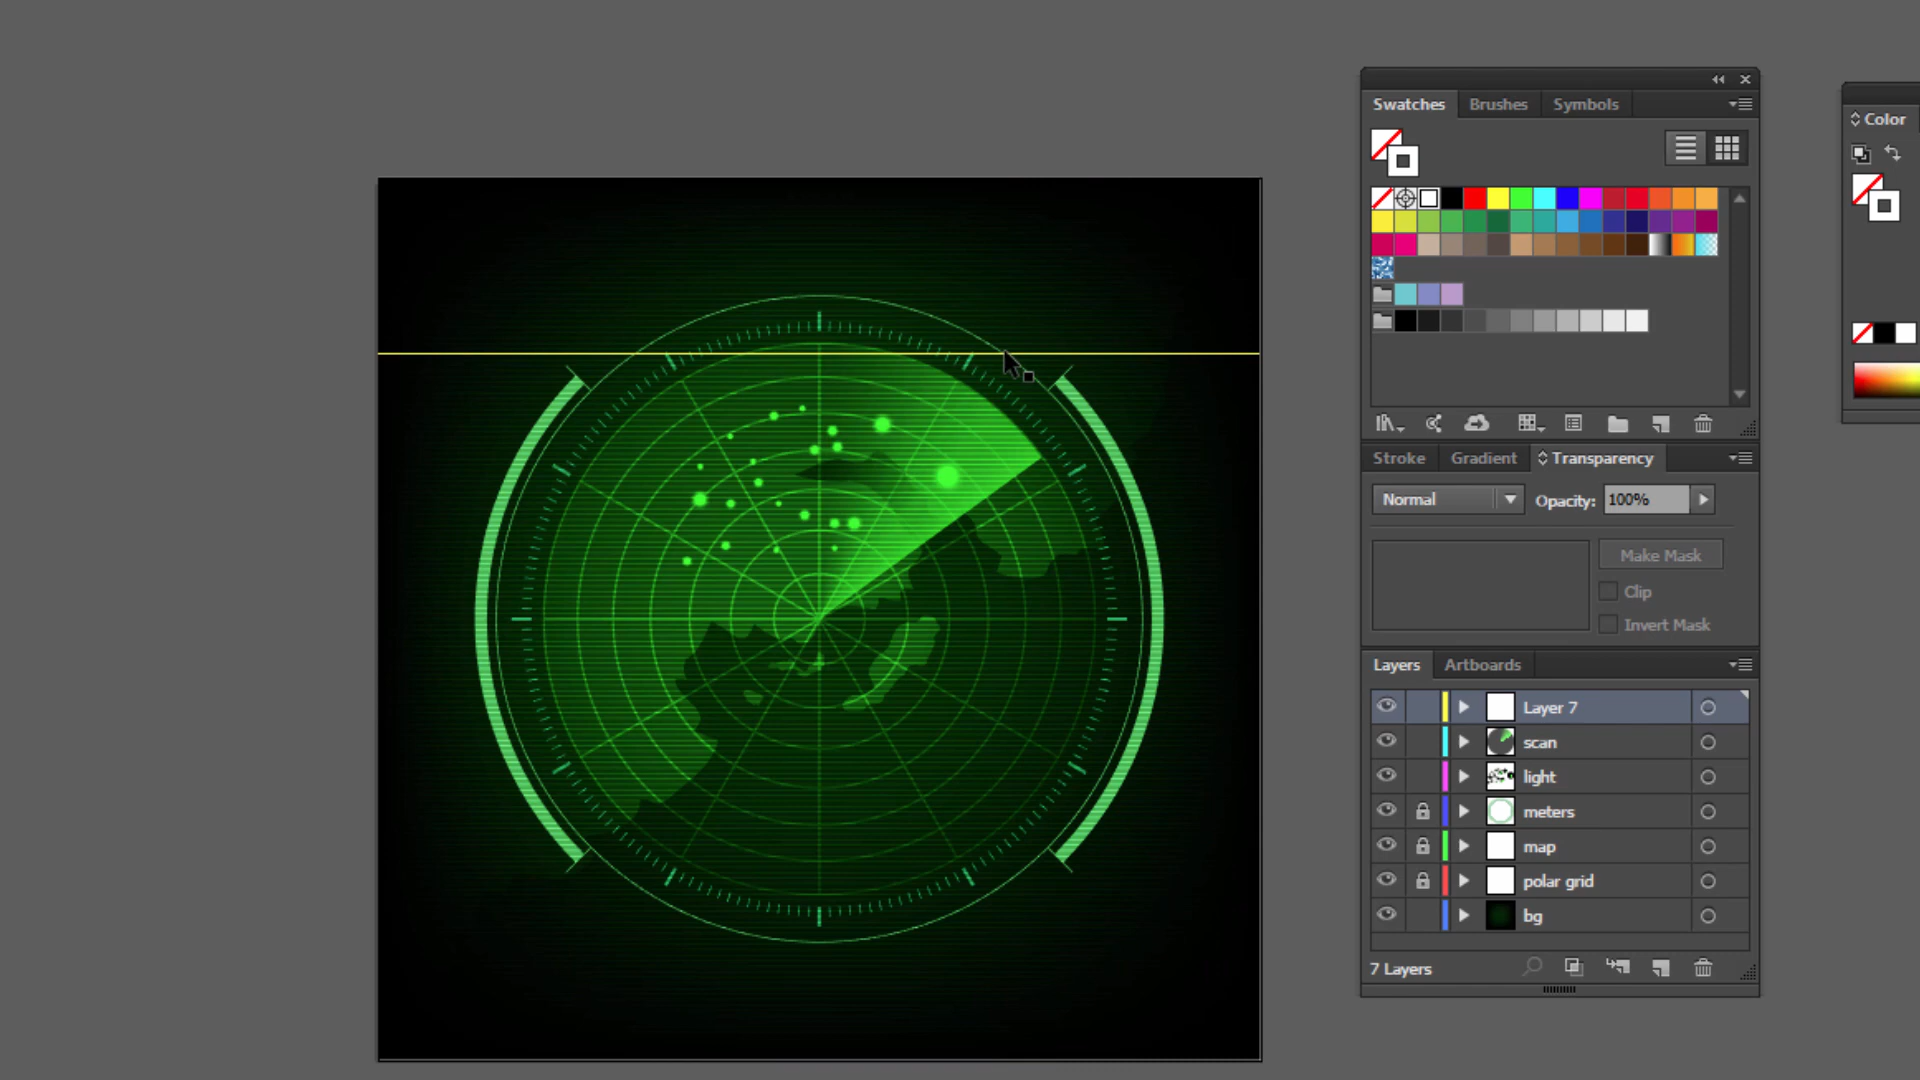 Swatches Brushes Symbols
Color
Stroke Gradient Transparency
Normal Opacity: 100%
Make Mask
Clip
Invert Mask
Layers Artboards
Layer 7
scan
light
meters
map
polar grid
bg
7 Layers